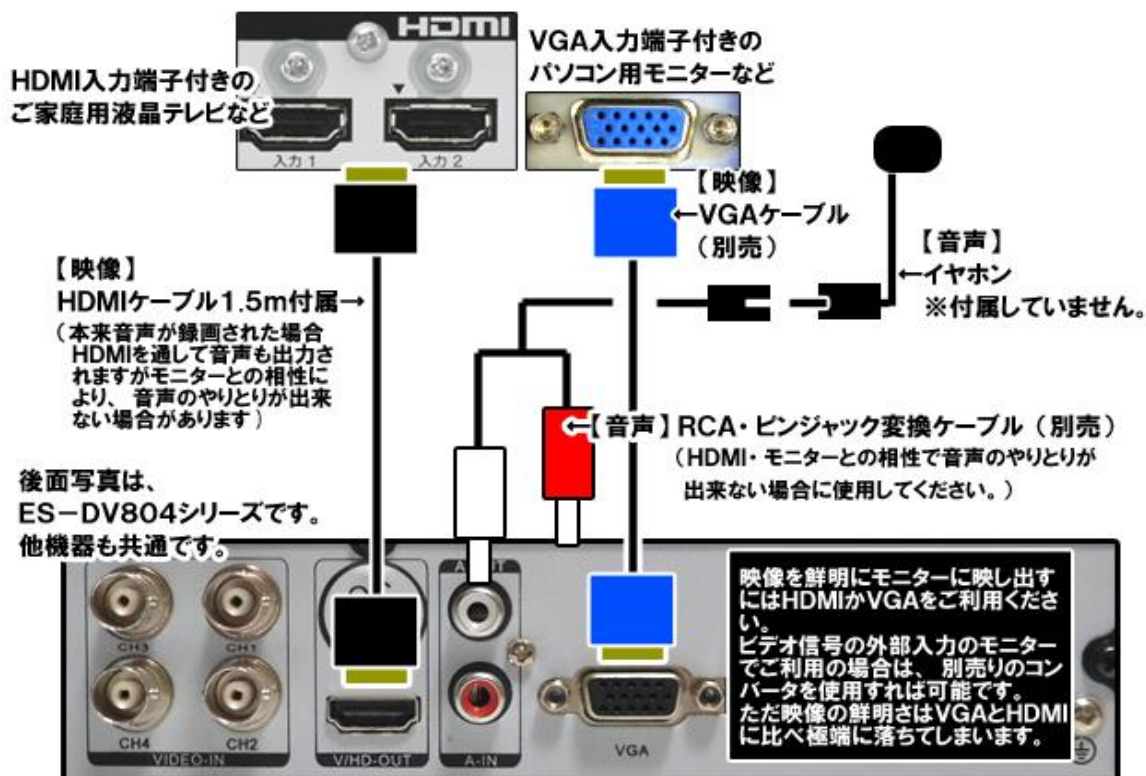 HDMI
HDMI入力端子付きの
ご家庭用液晶テレビなど
入力 1
入力 2
VGA入力端子付きの
パソコン用モニターなど
【映像】
←VGAケーブル
（別売）
【音声】
←イヤホン
※付属していません。
【映像】
HDMIケーブル1.5m付属→
（本来音声が録画された場合
HDMIを通して音声も出力さ
れますがモニターとの相性に
より、音声のやりとりが出来
ない場合があります）
←【音声】RCA・ピンジャック変換ケーブル（別売）
（HDMI・モニターとの相性で音声のやりとりが
出来ない場合に使用してください。）
後面写真は、
ES－DV804シリーズです。
他機器も共通です。
CH3
CH1
CH4
CH2
VIDEO-IN
V/HD-OUT
A-IN
VGA
映像を鮮明にモニターに映し出す
にはHDMIかVGAをご利用くださ
い。
ビデオ信号の外部入力のモニター
でご利用の場合は、別売りのコン
バータを使用すれば可能です。
ただ映像の鮮明さはVGAとHDMI
に比べ極端に落ちてしまいます。